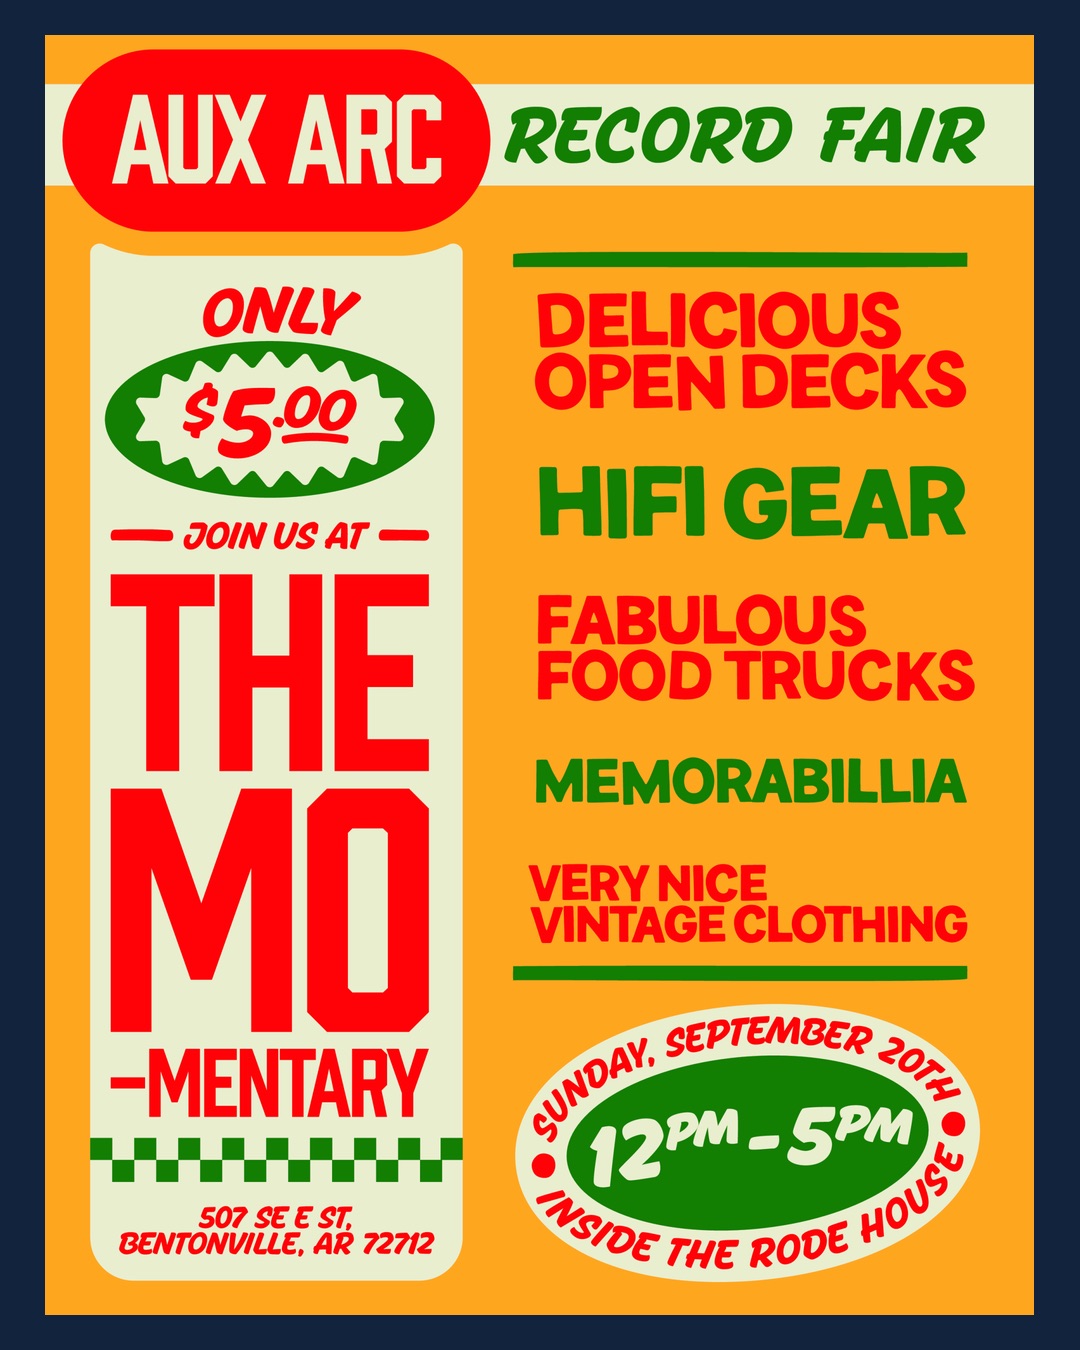 AUX ARC
RECORD FAIR
ONLY
$5.00
JOIN US AT
THE
MO
-MENTARY
507 SE E ST,
BENTONVILLE, AR 72712
DELICIOUS
OPEN DECKS
HIFI GEAR
FABULOUS
FOOD TRUCKS
MEMORABILLIA
VERY NICE
VINTAGE CLOTHING
SUNDAY, SEPTEMBER 20TH
12PM - 5PM
INSIDE THE RODE HOUSE